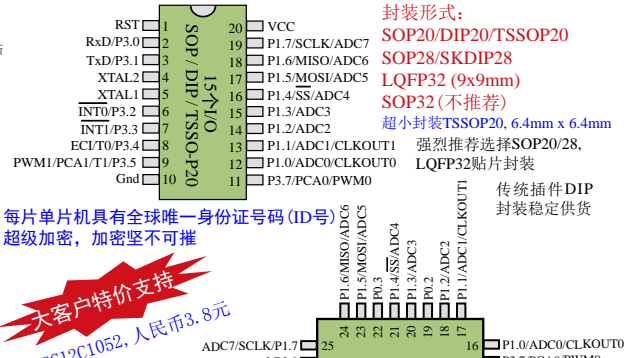 RST 1
RxD/P3.0 2
TxD/P3.1 3
XTAL2 4
XTAL1 5
INT0/P3.2 6
INT1/P3.3 7
ECI/T0/P3.4 8
PWM1/PCA1/T1/P3.5 9
Gnd 10
SOP / DIP / TSSO-P20
15个I/O
20 VCC
19 P1.7/SCLK/ADC7
18 P1.6/MISO/ADC6
17 P1.5/MOSI/ADC5
16 P1.4/SS/ADC4
15 P1.3/ADC3
14 P1.2/ADC2
13 P1.1/ADC1/CLKOUT1
12 P1.0/ADC0/CLKOUT0
11 P3.7/PCA0/PWM0
封装形式:
SOP20/DIP20/TSSOP20
SOP28/SKDIP28
LQFP32 (9x9mm)
SOP32(不推荐)
超小封装TSSOP20, 6.4mm x 6.4mm
强烈推荐选择SOP20/28,
LQFP32贴片封装
传统插件DIP
封装稳定供货
每片单片机具有全球唯一身份证号码(ID号)
超级加密, 加密坚不可摧
大客户特价支持
12C1052, 人民币3.8元
P1.6/MISO/ADC6 24
P1.5/MOSI/ADC5 23
P0.3 22
P1.4/SS/ADC4 21
P1.3/ADC3 20
P0.2 19
P1.2/ADC2 18
P1.1/ADC1/CLKOUT1 17
ADC7/SCLK/P1.7 25
16 P1.0/ADC0/CLKOUT0